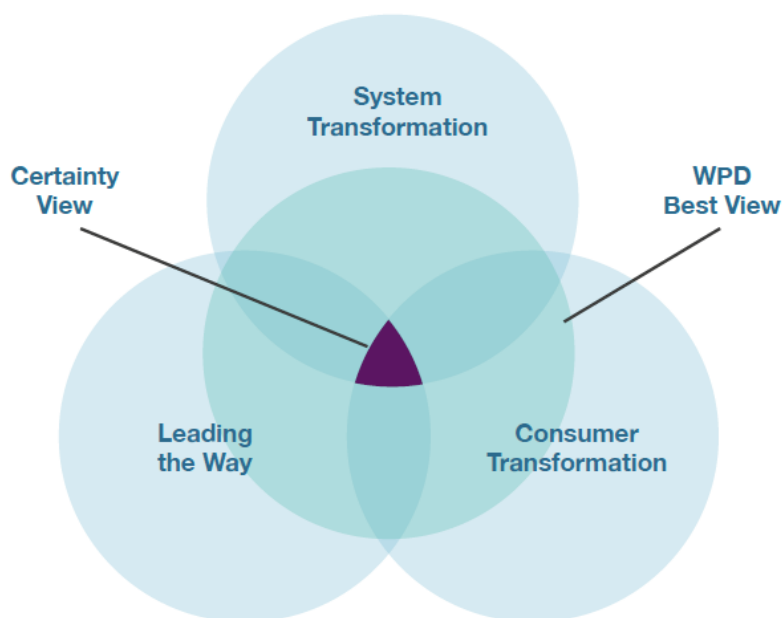 System
Transformation
Certainty
View
WPD
Best View
Leading
the Way
Consumer
Transformation